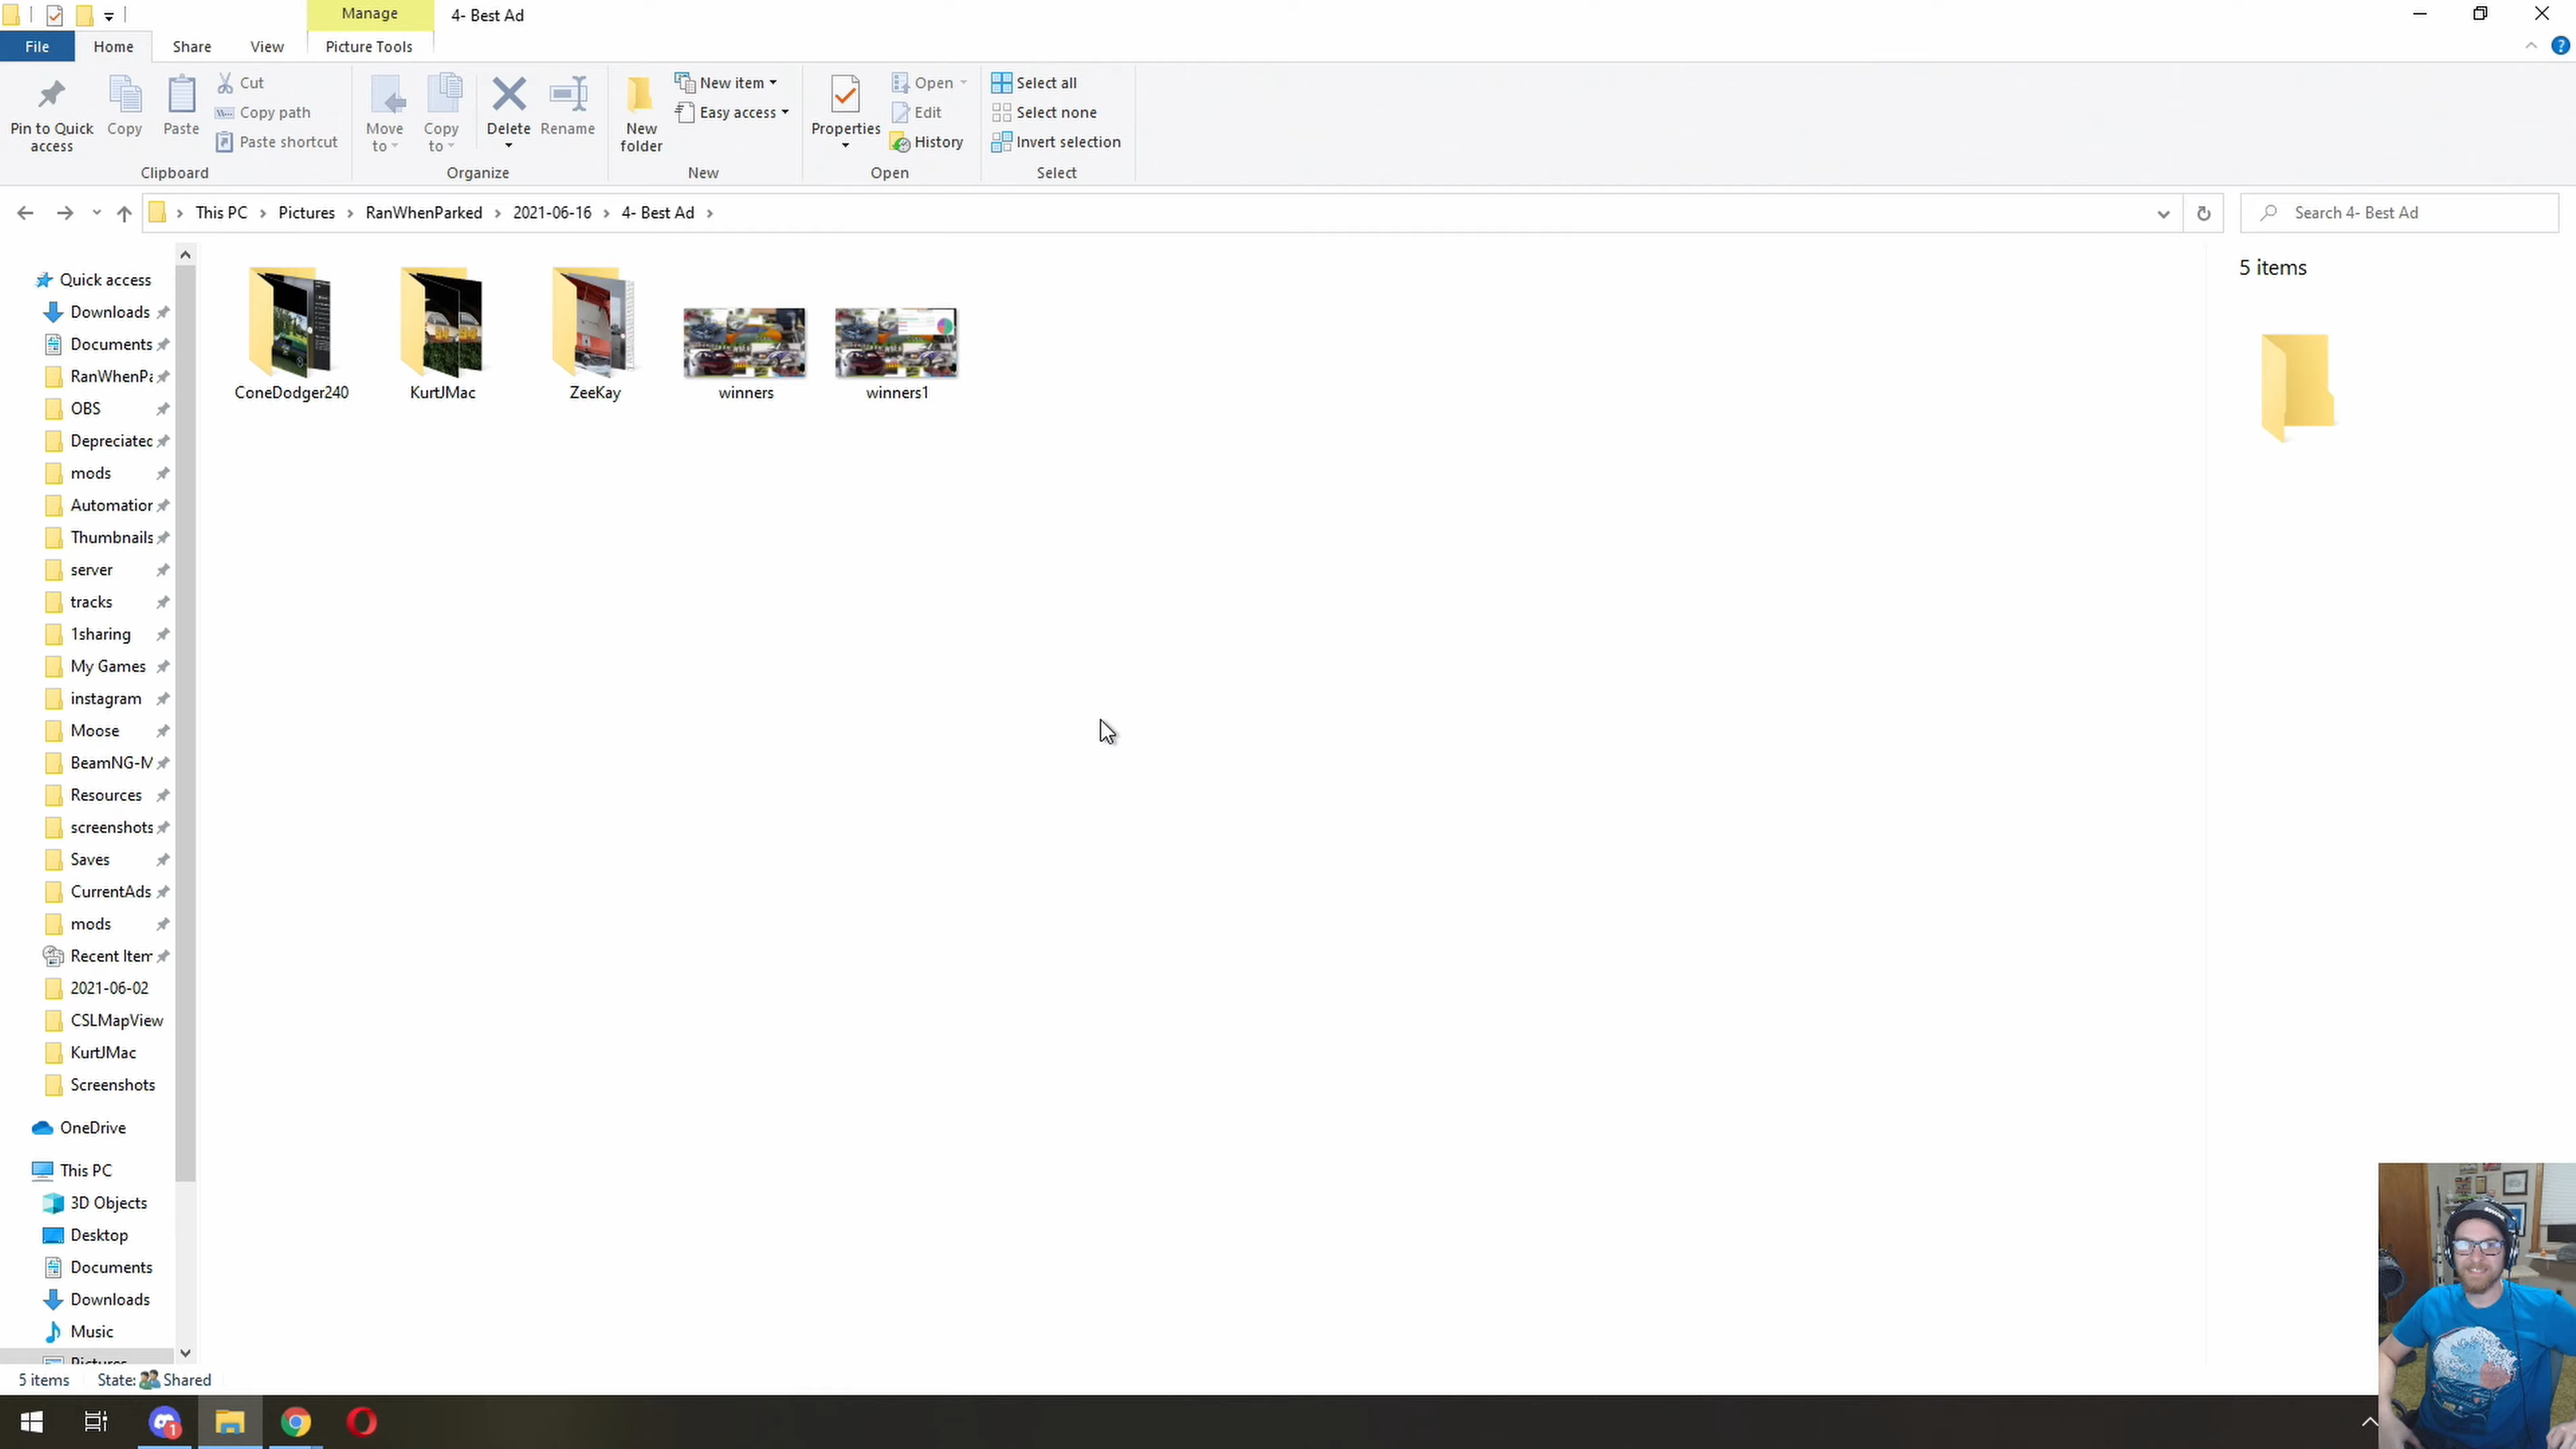 Manage
4- Best Ad
File
Home
Share
View
Picture Tools
Pin to Quick access
Copy
Paste
Cut
Copy path
Paste shortcut
Clipboard
Move to
Copy to
Delete
Rename
Organize
New folder
New item
Easy access
New
Properties
Open
Edit
History
Open
Select all
Select none
Invert selection
Select
This PC > Pictures > RanWhenParked > 2021-06-16 > 4- Best Ad >
Search 4- Best Ad
Quick access
Downloads
Documents
RanWhenPa
OBS
Depreciated
mods
Automation
Thumbnails
server
tracks
1sharing
My Games
instagram
Moose
BeamNG-M
Resources
screenshots
Saves
CurrentAds
mods
Recent Item
2021-06-02
CSLMapView
KurtJMac
Screenshots
OneDrive
This PC
3D Objects
Desktop
Documents
Downloads
Music
Pictures
ConeDodger240
KurtJMac
ZeeKay
winners
winners1
5 items
5 items
State: Shared
1